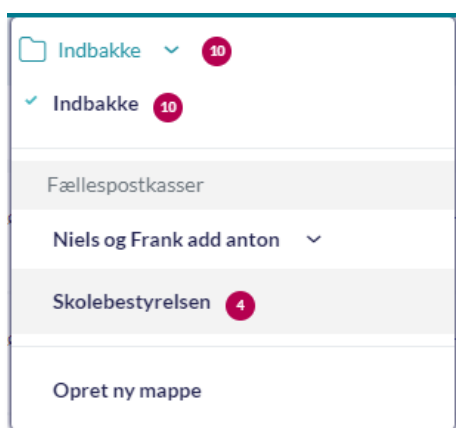 Indbakke 10
Indbakke 10
Fællespostkasser
Niels og Frank add anton
Skolebestyrelsen 4
Opret ny mappe